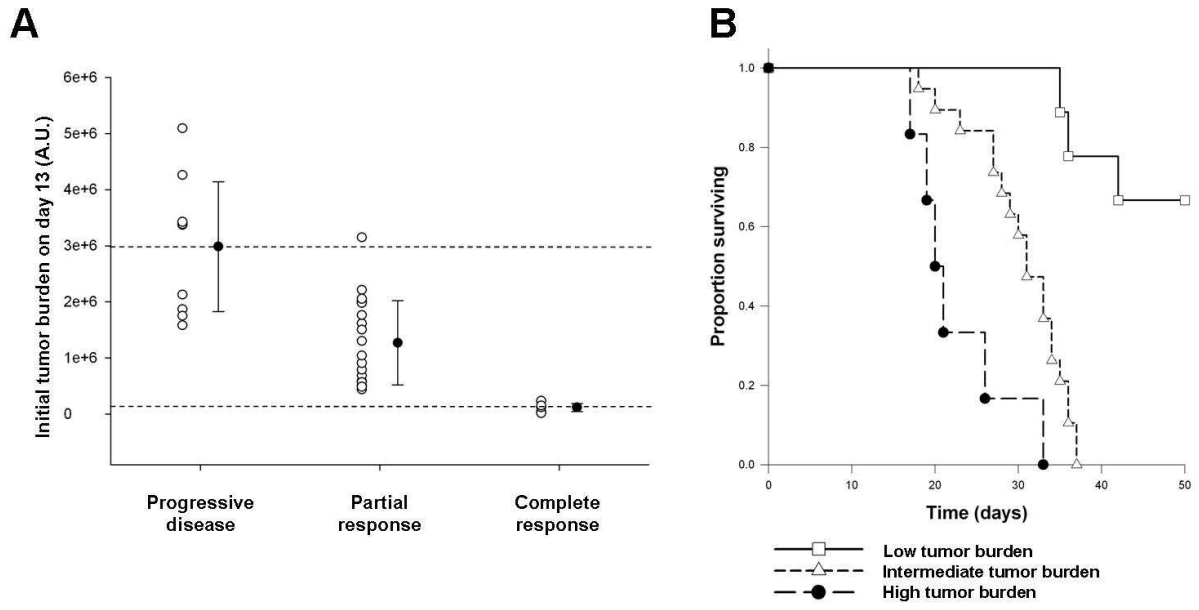 A
Initial tumor burden on day 13 (A.U.)
6e+6
5e+6
4e+6
3e+6
2e+6
1e+6
0
Progressive
disease
Partial
response
Complete
response
B
Proportion surviving
1.0
0.8
0.6
0.4
0.2
0.0
0
10
20
30
40
50
Time (days)
Low tumor burden
Intermediate tumor burden
High tumor burden